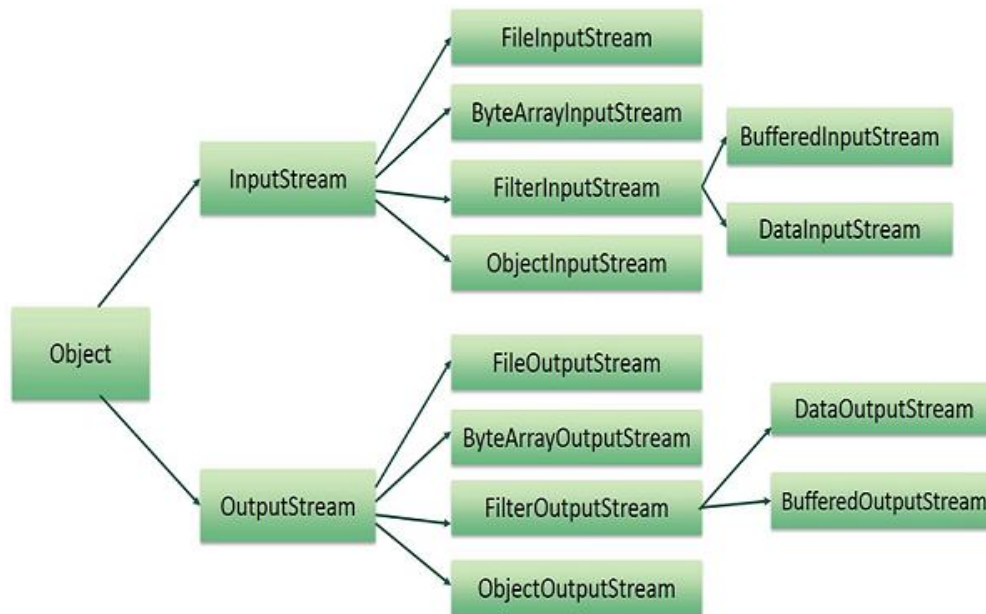 FileInputStream
ByteArrayInputStream
BufferedInputStream
InputStream
FilterInputStream
DataInputStream
ObjectInputStream
Object
FileOutputStream
DataOutputStream
ByteArrayOutputStream
OutputStream
FilterOutputStream
BufferedOutputStream
ObjectOutputStream